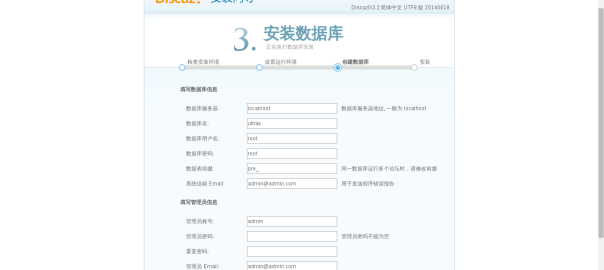 Discuz!
Discuz!X3.2 简体中文 UTF8 版 20140618
3. 安装数据库
正在执行数据库安装
检查安装环境 设置运行环境 创建数据库 安装
填写数据库信息
数据库服务器: localhost 数据库服务器地址, 一般为 localhost
数据库名: ultrax
数据库用户名: root
数据库密码: root
数据表前缀: pre_ 同一数据库运行多个论坛时，请修改前缀
系统信箱 Email: admin@admin.com 用于发送程序错误报告
填写管理员信息
管理员账号: admin
管理员密码: 管理员密码不能为空
重复密码:
管理员 Email: admin@admin.com